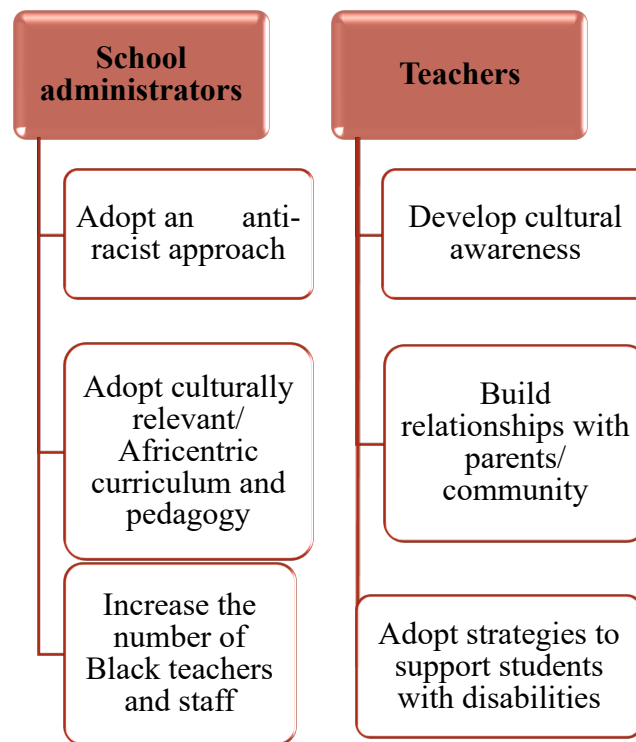 School
administrators
Adopt an anti-
racist approach
Adopt culturally
relevant/
Africentric
curriculum and
pedagogy
Increase the
number of
Black teachers
and staff
Teachers
Develop cultural
awareness
Build
relationships with
parents/
community
Adopt strategies to
support students
with disabilities